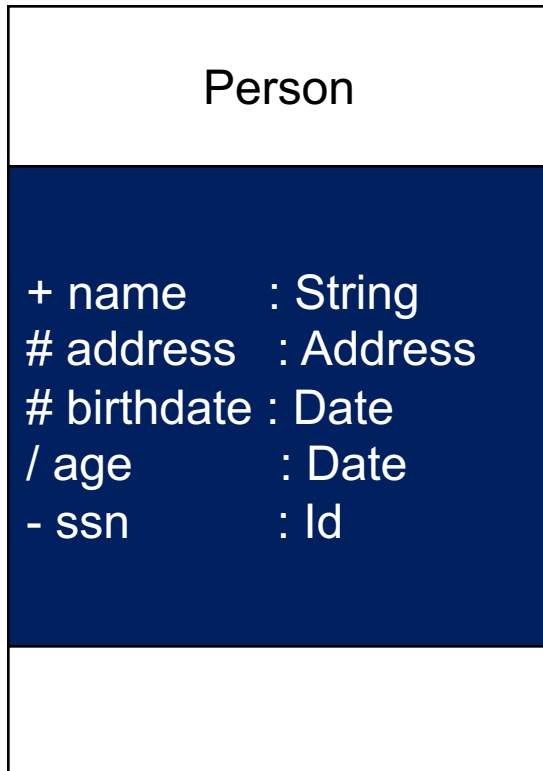 Person
+ name : String
# address : Address
# birthdate : Date
/ age : Date
- ssn : Id